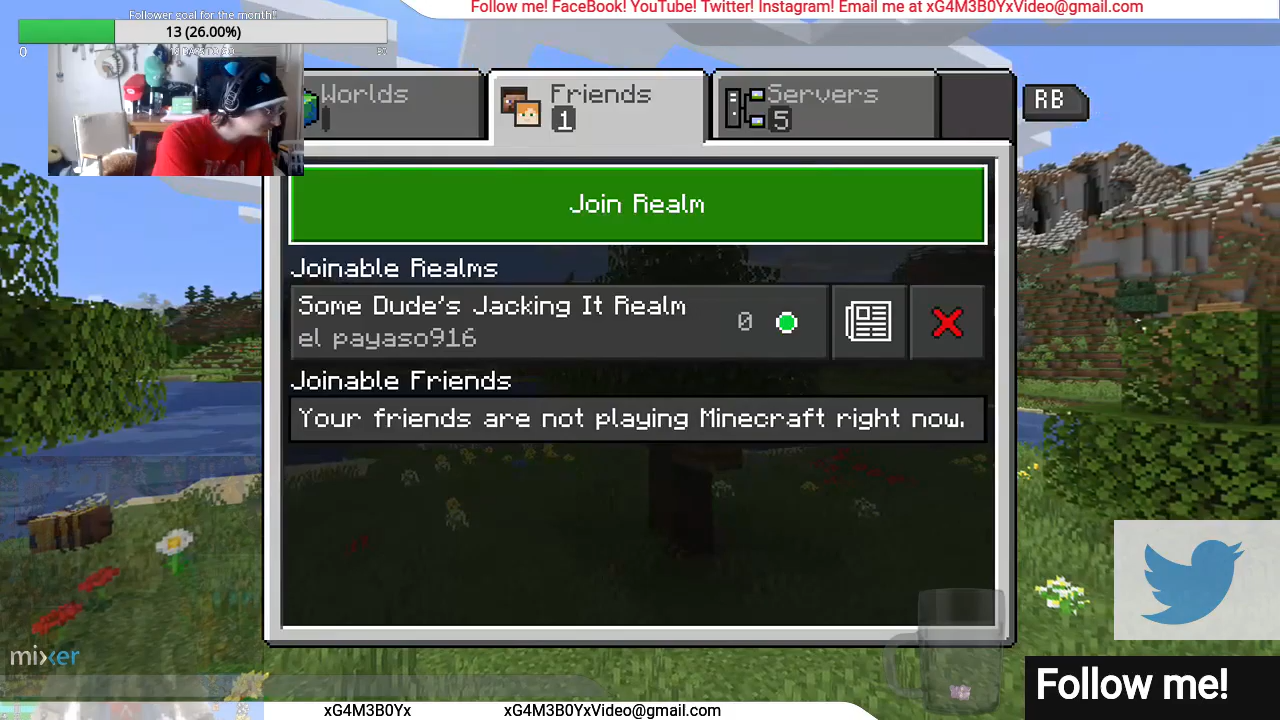 Follow me! FaceBook! YouTube! Twitter! Instagram! Email me at xG4M3B0YxVideo@gmail.com
Follower goal for the month!!
13 (26.00%)
0
Worlds
Friends
1
Servers
5
RB
Join Realm
Joinable Realms
Some Dude's Jacking It Realm
0
el payaso916
Joinable Friends
Your friends are not playing Minecraft right now.
mixer
Follow me!
xG4M3B0Yx
xG4M3B0YxVideo@gmail.com